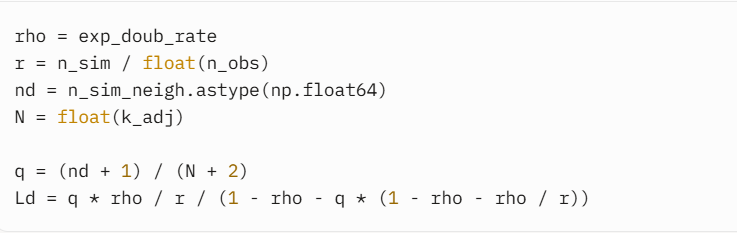 rho = exp_doub_rate
r = n_sim / float(n_obs)
nd = n_sim_neigh.astype(np.float64)
N = float(k_adj)
q = (nd + 1) / (N + 2)
Ld = q * rho / r / (1 - rho - q * (1 - rho - rho / r))